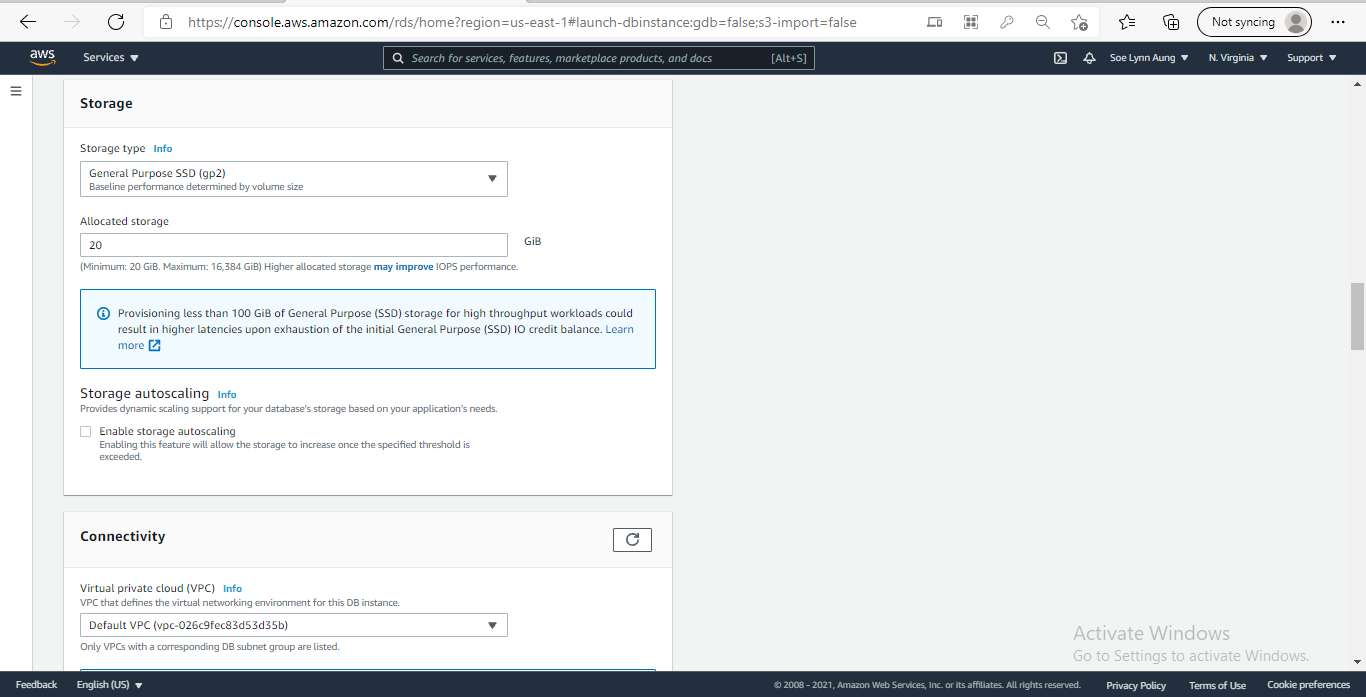 https://console.aws.amazon.com/rds/home?region=us-east-1#launch-dbinstance:gdb=false;s3-import=false
Not syncing
aws
Services
Search for services, features, marketplace products, and docs
[Alt+S]
Soe Lynn Aung
N. Virginia
Support
Storage
Storage type Info
General Purpose SSD (gp2)
Baseline performance determined by volume size
Allocated storage
20
GiB
(Minimum: 20 GiB. Maximum: 16,384 GiB) Higher allocated storage may improve IOPS performance.
Provisioning less than 100 GiB of General Purpose (SSD) storage for high throughput workloads could
result in higher latencies upon exhaustion of the initial General Purpose (SSD) IO credit balance. Learn
more
Storage autoscaling Info
Provides dynamic scaling support for your database's storage based on your application's needs.
Enable storage autoscaling
Enabling this feature will allow the storage to increase once the specified threshold is
exceeded.
Connectivity
Virtual private cloud (VPC) Info
VPC that defines the virtual networking environment for this DB instance.
Default VPC (vpc-026c9fec83d53d35b)
Only VPCs with a corresponding DB subnet group are listed.
Activate Windows
Go to Settings to activate Windows.
Feedback
English (US)
© 2008 - 2021, Amazon Web Services, Inc. or its affiliates. All rights reserved.
Privacy Policy
Terms of Use
Cookie preferences